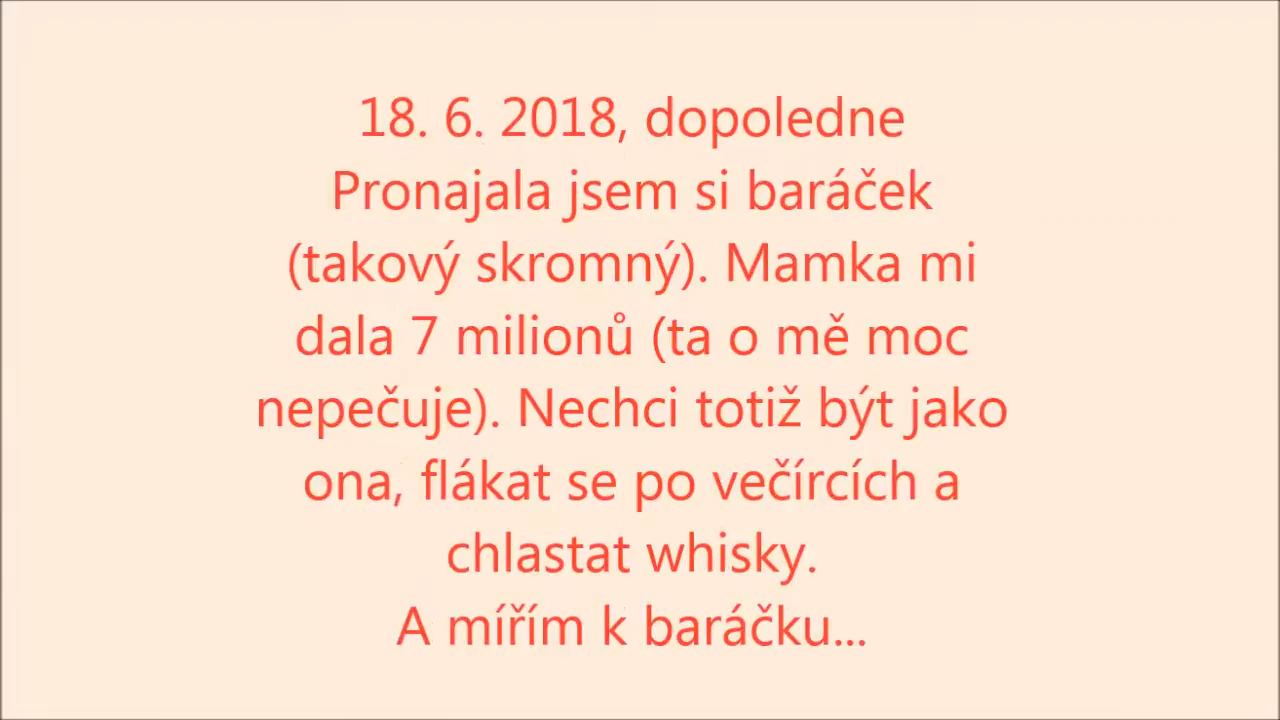 18. 6. 2018, dopoledne
Pronajala jsem si baráček
(takový skromný). Mamka mi
dala 7 milionů (ta o mě moc
nepečuje). Nechci totiž být jako
ona, flákat se po večírcích a
chlastat whisky.
A mířím k baráčku...